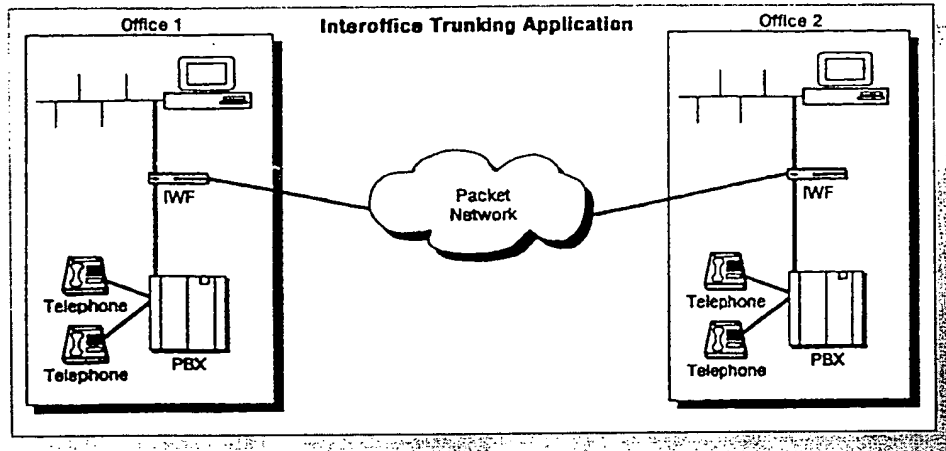 Office 1
Interoffice Trunking Application
Office 2
IWF
Packet
Network
IWF
Telephone
Telephone
PBX
Telephone
Telephone
PBX